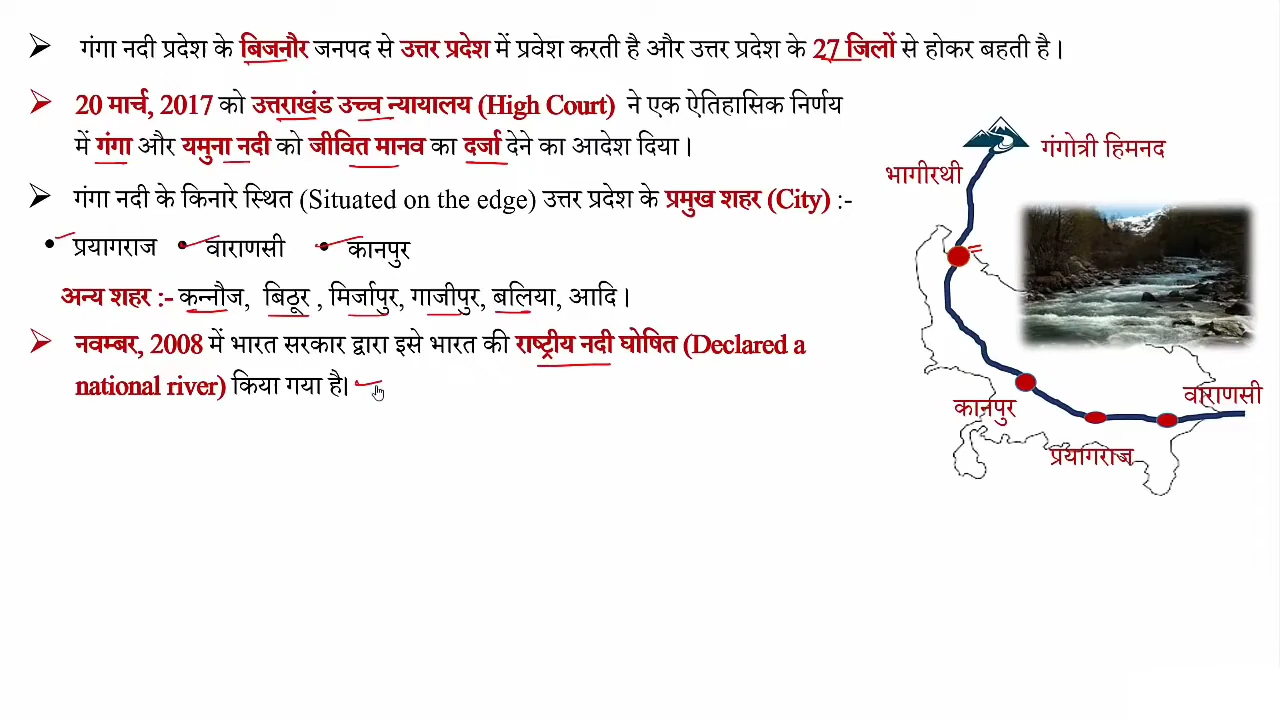 गंगा नदी प्रदेश के बिजनौर जनपद से उत्तर प्रदेश में प्रवेश करती है और उत्तर प्रदेश के 27 जिलों से होकर बहती है।
20 मार्च, 2017 को उत्तराखंड उच्च न्यायालय (High Court) ने एक ऐतिहासिक निर्णय
में गंगा और यमुना नदी को जीवित मानव का दर्जा देने का आदेश दिया।
गंगा नदी के किनारे स्थित (Situated on the edge) उत्तर प्रदेश के प्रमुख शहर (City) :-
• प्रयागराज • वाराणसी • कानपुर
अन्य शहर :- कन्नौज, बिठूर , मिर्जापुर, गाजीपुर, बलिया, आदि।
नवम्बर, 2008 में भारत सरकार द्वारा इसे भारत की राष्ट्रीय नदी घोषित (Declared a
national river) किया गया है।
गंगोत्री हिमनद
भागीरथी
कानपुर
वाराणसी
प्रयागराज